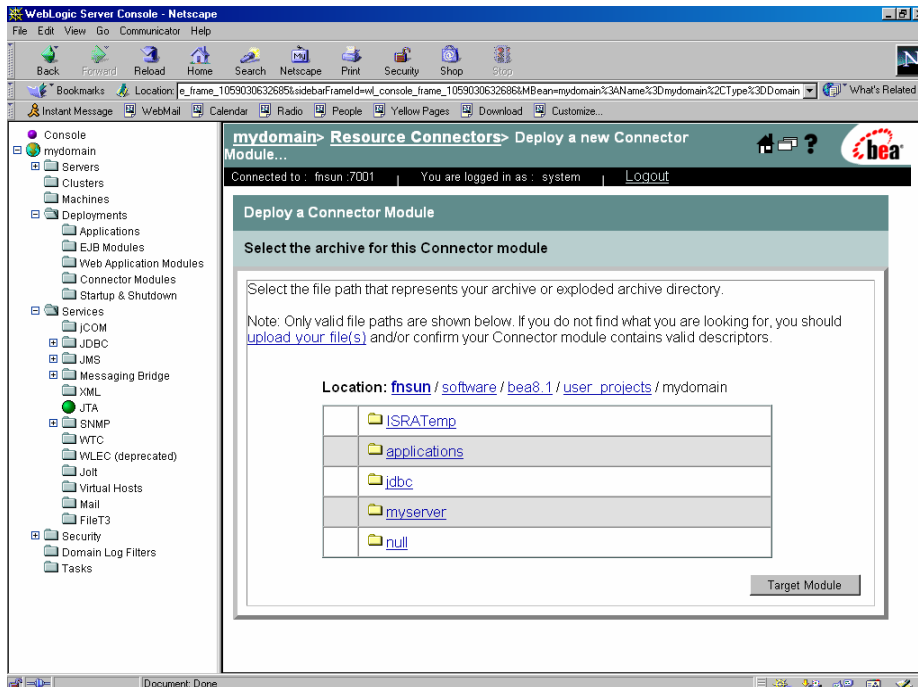 WebLogic Server Console - Netscape
File Edit View Go Communicator Help
Back Forward Reload Home Search Netscape Print Security Shop Stop
Bookmarks Location: e_frame_1059030632685&sidebarFrameId=wl_console_frame_1059030632686&MBean=mydomain%3AName%3Dmydomain%2CType%3DDomain What's Related
Instant Message WebMail Calendar Radio People Yellow Pages Download Customize...
Console
mydomain
Servers
Clusters
Machines
Deployments
Applications
EJB Modules
Web Application Modules
Connector Modules
Startup & Shutdown
Services
jCOM
JDBC
JMS
Messaging Bridge
XML
JTA
SNMP
WTC
WLEC (deprecated)
Jolt
Virtual Hosts
Mail
FileT3
Security
Domain Log Filters
Tasks
mydomain> Resource Connectors> Deploy a new Connector
Module...
?
bea
Connected to : fnsun :7001 You are logged in as : system Logout
Deploy a Connector Module
Select the archive for this Connector module
Select the file path that represents your archive or exploded archive directory.
Note: Only valid file paths are shown below. If you do not find what you are looking for, you should
upload your file(s) and/or confirm your Connector module contains valid descriptors.
Location: fnsun / software / bea8.1 / user_projects / mydomain
ISRATemp
applications
jdbc
myserver
null
Target Module
Document: Done